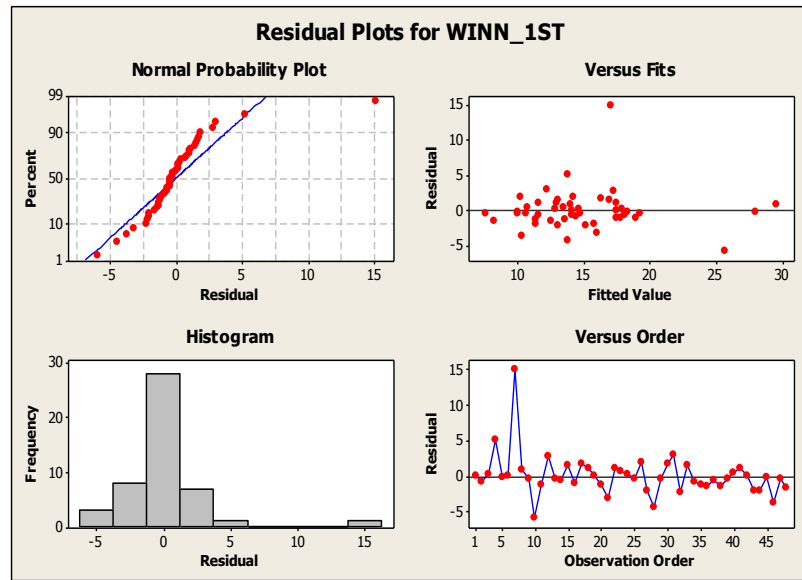 Residual Plots for WINN_1ST
Normal Probability Plot
99
90
50
10
1
Percent
-5 0 5 10 15
Residual
Versus Fits
15
10
5
0
-5
Residual
10 15 20 25 30
Fitted Value
Histogram
30
20
10
0
Frequency
-5 0 5 10 15
Residual
Versus Order
15
10
5
0
-5
Residual
1 5 10 15 20 25 30 35 40 45
Observation Order